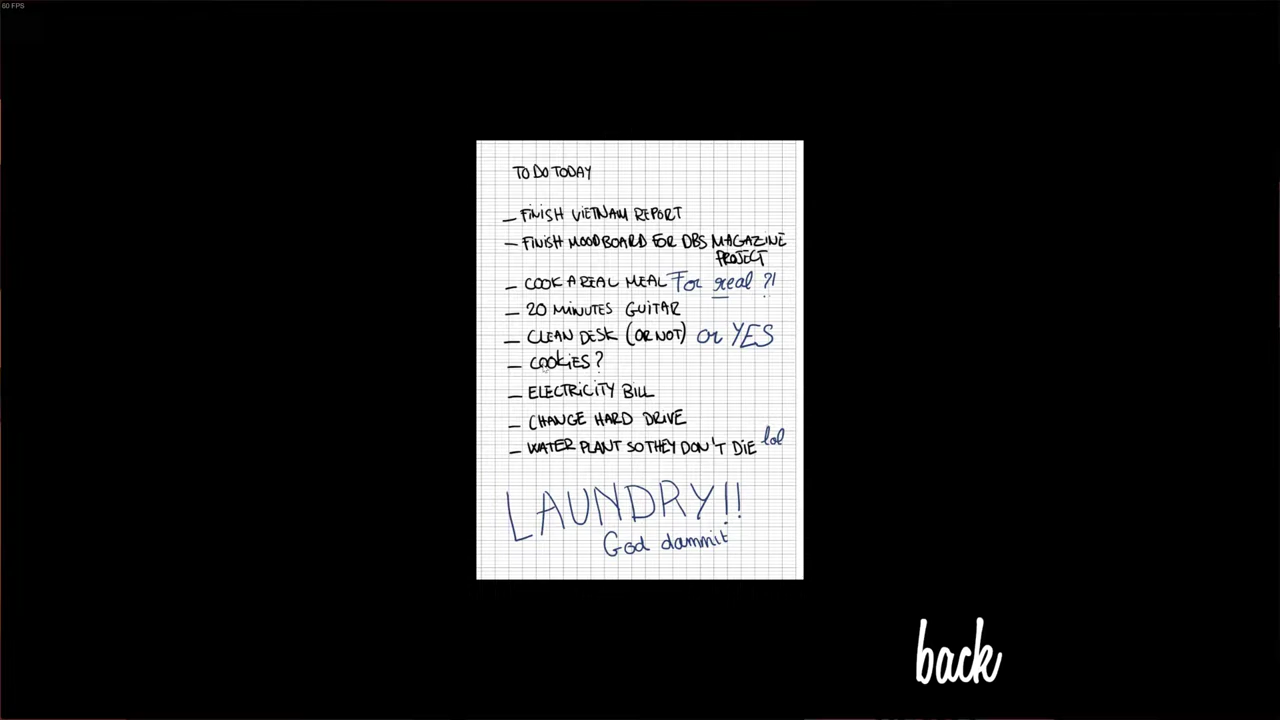 60 FPS
TO DO TODAY
– FINISH VIETNAM REPORT
– FINISH MOODBOARD FOR DBS MAGAZINE
PROJECT
– COOK A REAL MEAL For real ?!
– 20 MINUTES GUITAR
– CLEAN DESK (OR NOT) or YES
– COOKIES?
– ELECTRICITY BILL
– CHANGE HARD DRIVE
– WATER PLANT SO THEY DON'T DIE lol
LAUNDRY!!
God dammit
back